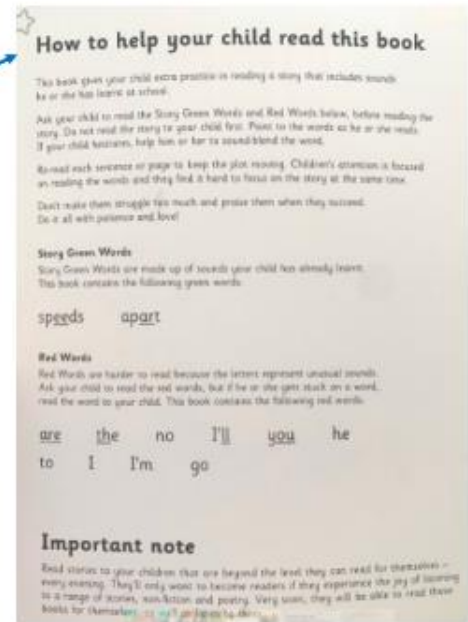 How to help your child read this book
This book gives your child extra practice in reading a story that includes sounds
he or she has learnt at school.
Ask your child to read the Story Green Words and Red Words below, before reading the
story. Do not read the story to your child first. Point to the words as he or she reads.
If your child hesitates, help him or her to sound-blend the word.
Re-read each sentence or page to keep the plot moving. Children's attention is focused
on reading the words and they find it hard to focus on the story at the same time.
Don't make them struggle too much and praise them when they succeed.
Do it all with patience and love!
Story Green Words
Story Green Words are made up of sounds your child has already learnt.
This book contains the following green words:
speeds apart
Red Words
Red Words are harder to read because the letters represent unusual sounds.
Ask your child to read the red words, but if he or she gets stuck on a word,
read the word to your child. This book contains the following red words:
are the no I'll you he
to I I'm go
Important note
Read stories to your children that are beyond the level they can read for themselves –
every evening. They'll only want to become readers if they experience the joy of listening
to a range of stories, non-fiction and poetry. Very soon, they will be able to read these
books for themselves